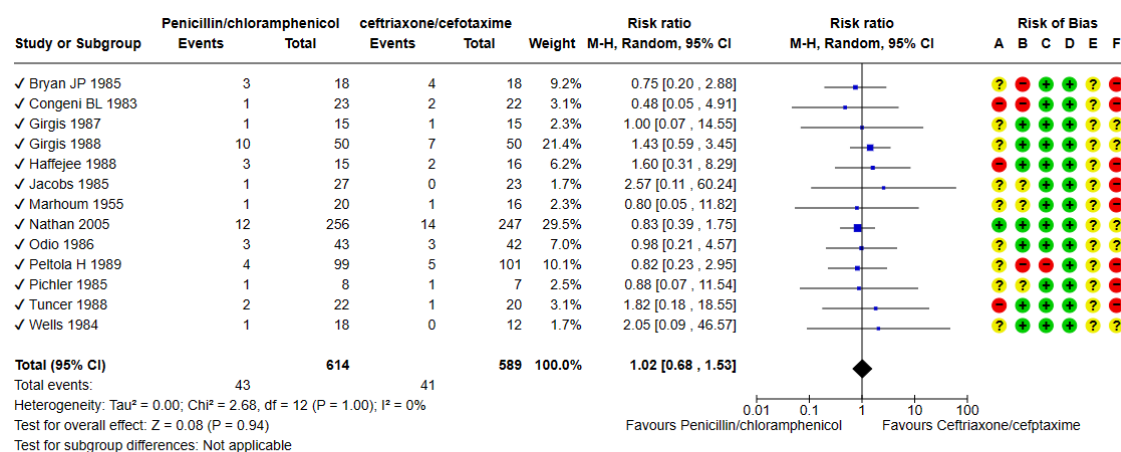 Penicillin/chloramphenicol ceftriaxone/cefotaxime Risk ratio Risk ratio Risk of Bias
Study or Subgroup Events Total Events Total Weight M-H, Random, 95% CI M-H, Random, 95% CI A B C D E F
✓ Bryan JP 1985 3 18 4 18 9.2% 0.75 [0.20 , 2.88] ? − + + ? −
✓ Congeni BL 1983 1 23 2 22 3.1% 0.48 [0.05 , 4.91] − − + + ? −
✓ Girgis 1987 1 15 1 15 2.3% 1.00 [0.07 , 14.55] ? + + + ? ?
✓ Girgis 1988 10 50 7 50 21.4% 1.43 [0.59 , 3.45] ? + + + ? ?
✓ Haffejee 1988 3 15 2 16 6.2% 1.60 [0.31 , 8.29] − + + + ? −
✓ Jacobs 1985 1 27 0 23 1.7% 2.57 [0.11 , 60.24] ? ? + + ? −
✓ Marhoum 1955 1 20 1 16 2.3% 0.80 [0.05 , 11.82] ? ? + + ? −
✓ Nathan 2005 12 256 14 247 29.5% 0.83 [0.39 , 1.75] + + + + ? −
✓ Odio 1986 3 43 3 42 7.0% 0.98 [0.21 , 4.57] ? + + + ? ?
✓ Peltola H 1989 4 99 5 101 10.1% 0.82 [0.23 , 2.95] ? − − + ? −
✓ Pichler 1985 1 8 1 7 2.5% 0.88 [0.07 , 11.54] ? ? + + ? −
✓ Tuncer 1988 2 22 1 20 3.1% 1.82 [0.18 , 18.55] − + + + ? −
✓ Wells 1984 1 18 0 12 1.7% 2.05 [0.09 , 46.57] ? + + + ? ?
Total (95% CI) 614 589 100.0% 1.02 [0.68 , 1.53]
Total events: 43 41
Heterogeneity: Tau² = 0.00; Chi² = 2.68, df = 12 (P = 1.00); I² = 0%
0.01 0.1 1 10 100
Test for overall effect: Z = 0.08 (P = 0.94)
Favours Penicillin/chloramphenicol Favours Ceftriaxone/cefptaxime
Test for subgroup differences: Not applicable